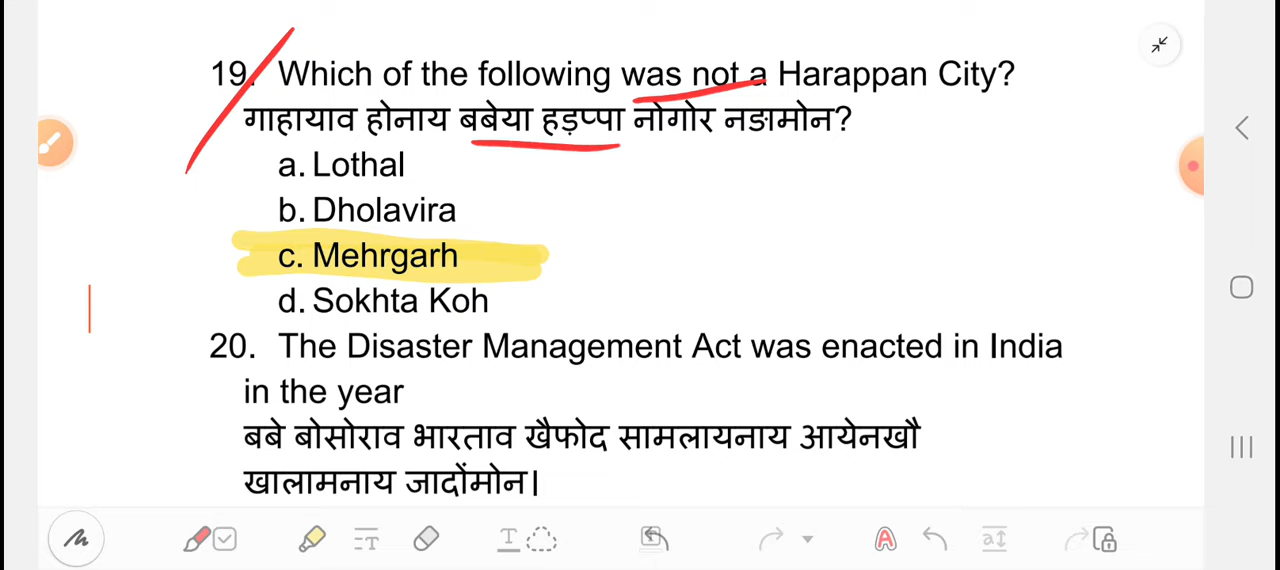 19. Which of the following was not a Harappan City?
गाहायाव होनाय बबेया हड़प्पा नोगोर नङामोन?
a. Lothal
b. Dholavira
c. Mehrgarh
d. Sokhta Koh
20. The Disaster Management Act was enacted in India
in the year
बबे बोसोराव भारताव खैफोद सामलायनाय आयेनखौ
खालामनाय जादोंमोन।